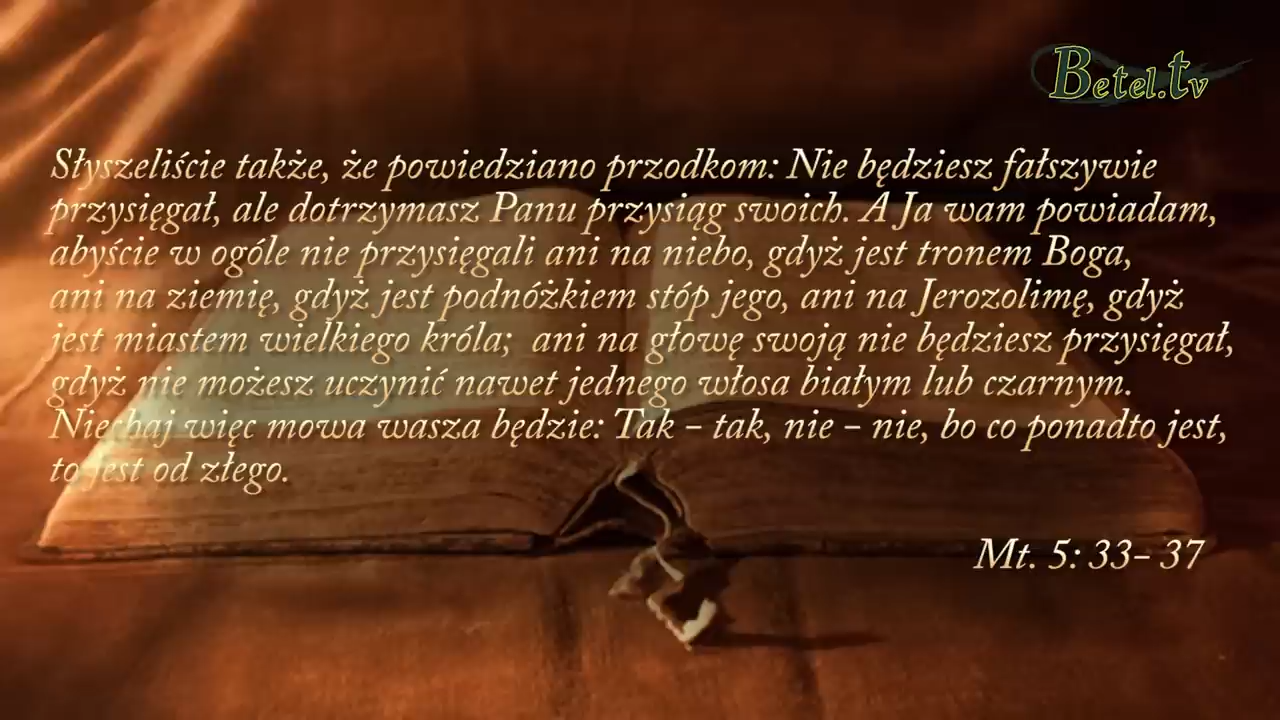 Betel.tv
Słyszeliście także, że powiedziano przodkom: Nie będziesz fałszywie
przysięgał, ale dotrzymasz Panu przysiąg swoich. A Ja wam powiadam,
abyście w ogóle nie przysięgali ani na niebo, gdyż jest tronem Boga,
ani na ziemię, gdyż jest podnóżkiem stóp jego, ani na Jerozolimę, gdyż
jest miastem wielkiego króla;  ani na głowę swoją nie będziesz przysięgał,
gdyż nie możesz uczynić nawet jednego włosa białym lub czarnym.
Niechaj więc mowa wasza będzie: Tak – tak, nie – nie, bo co ponadto jest,
to jest od złego.
Mt. 5: 33– 37